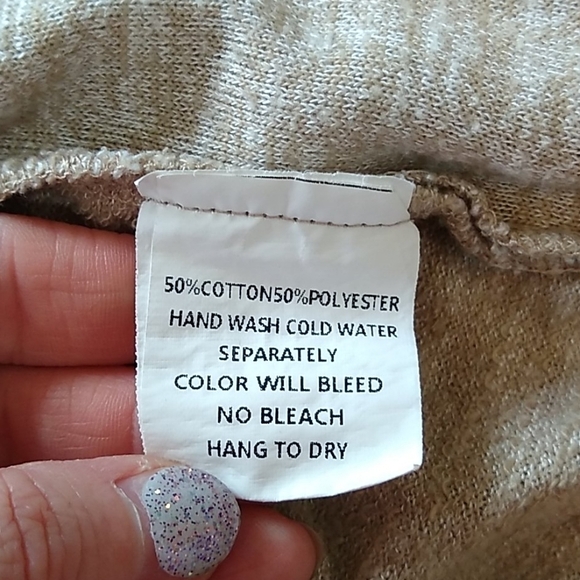 50%COTTON50%POLYESTER
HAND WASH COLD WATER
SEPARATELY
COLOR WILL BLEED
NO BLEACH
HANG TO DRY